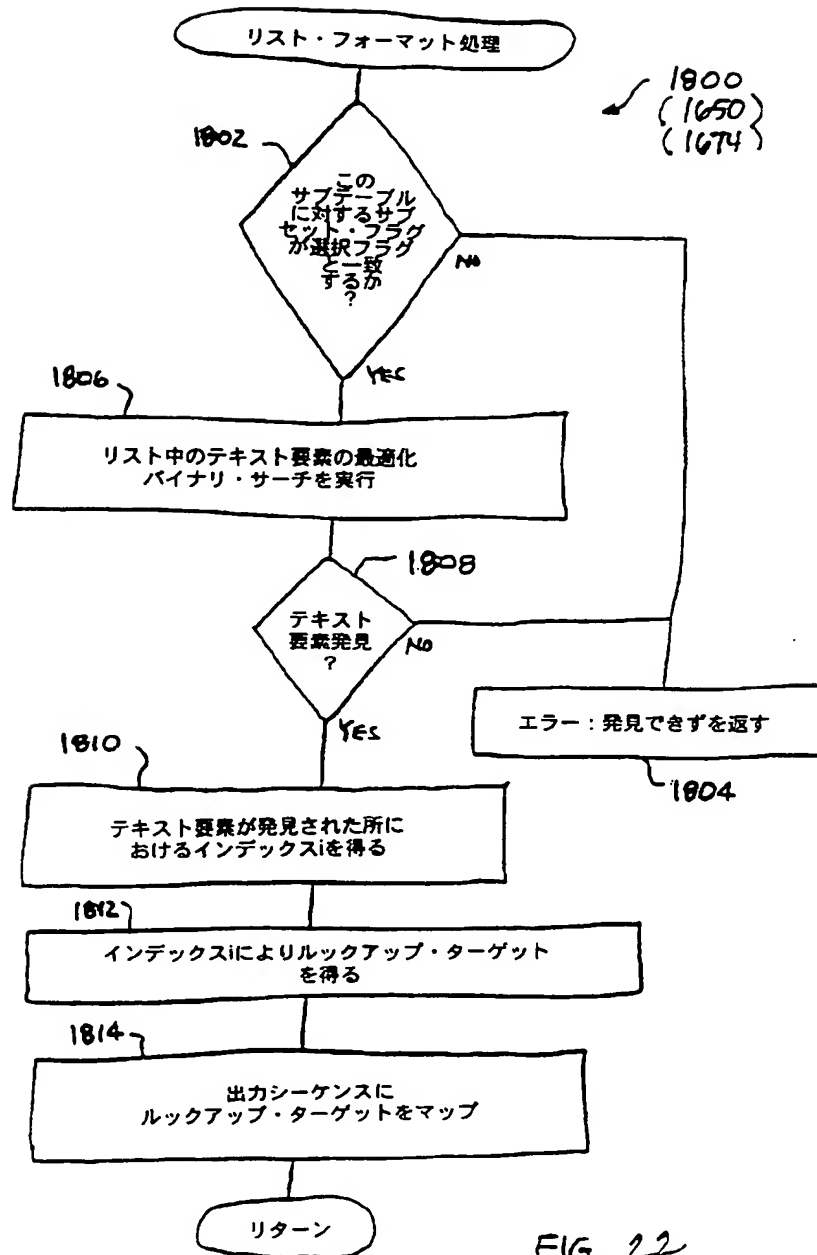 リスト・フォーマット処理
1800
(1650)
(1674)
1802
この
サブテーブル
に対するサブ
セット・フラグ
が選択フラグ
と一致
するか
?
NO
YES
1806
リスト中のテキスト要素の最適化
バイナリ・サーチを実行
1808
テキスト
要素発見
?
NO
YES
エラー：発見できずを返す
1804
1810
テキスト要素が発見された所に
おけるインデックスiを得る
1812
インデックスiによりルックアップ・ターゲット
を得る
1814
出力シーケンスに
ルックアップ・ターゲットをマップ
リターン
FIG. 22